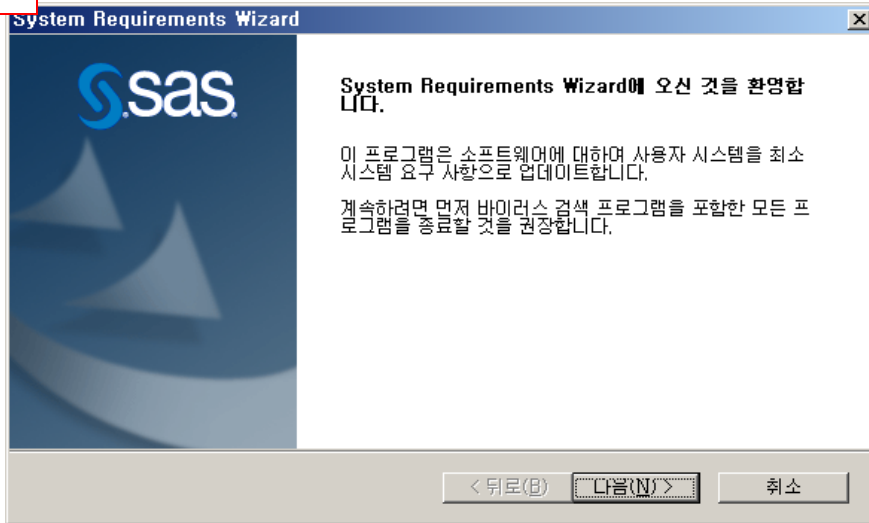 System Requirements Wizard
sas
System Requirements Wizard에 오신 것을 환영합
니다.
이 프로그램은 소프트웨어에 대하여 사용자 시스템을 최소
시스템 요구 사항으로 업데이트합니다.
계속하려면 먼저 바이러스 검색 프로그램을 포함한 모든 프
로그램을 종료할 것을 권장합니다.
< 뒤로(B) 다음(N) > 취소